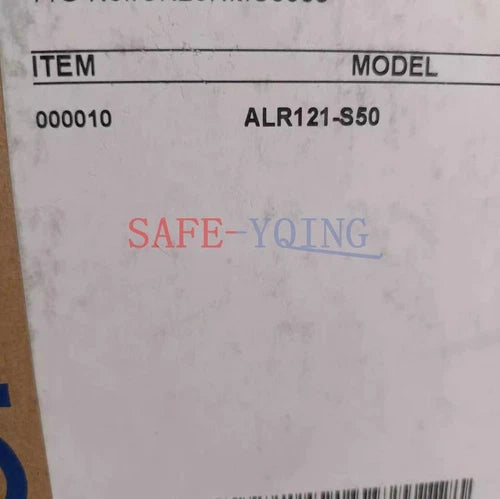 ITEM MODEL
000010 ALR121-S50
SAFE-YQING